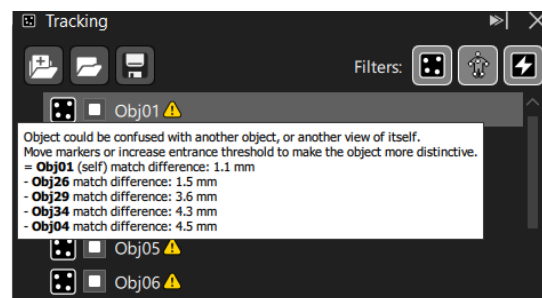 Tracking
Filters:
Obj01
Object could be confused with another object, or another view of itself.
Move markers or increase entrance threshold to make the object more distinctive.
= Obj01 (self) match difference: 1.1 mm
- Obj26 match difference: 1.5 mm
- Obj29 match difference: 3.6 mm
- Obj34 match difference: 4.3 mm
- Obj04 match difference: 4.5 mm
Obj05
Obj06